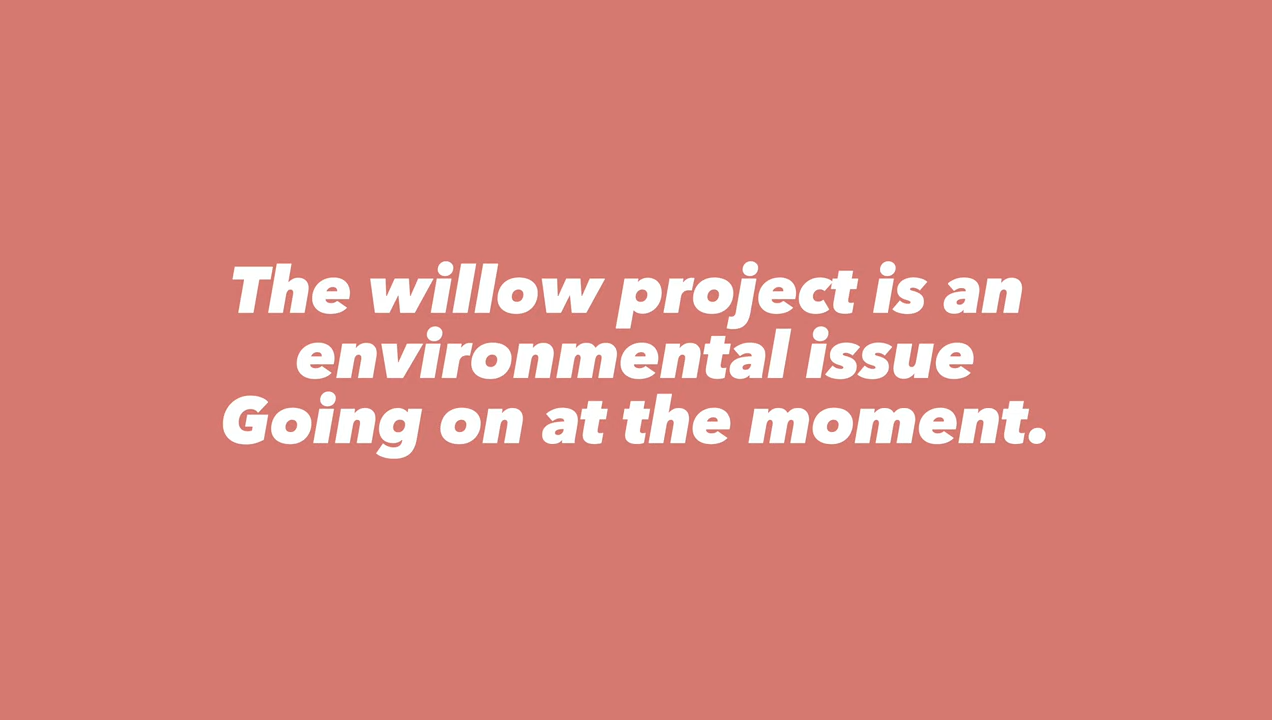 The willow project is an
environmental issue
Going on at the moment.